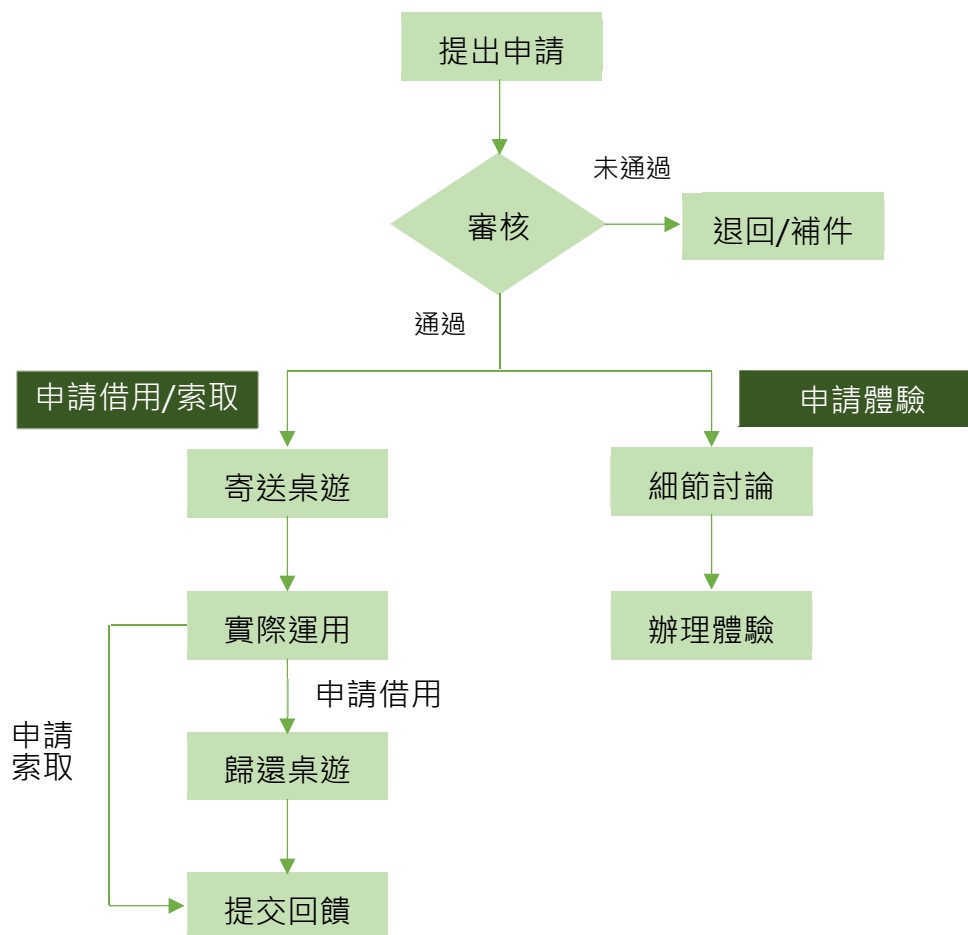 提出申請
未通過
審核
退回/補件
通過
申請借用/索取
申請體驗
寄送桌遊
細節討論
實際運用
辦理體驗
申請借用
申請
索取
歸還桌遊
提交回饋